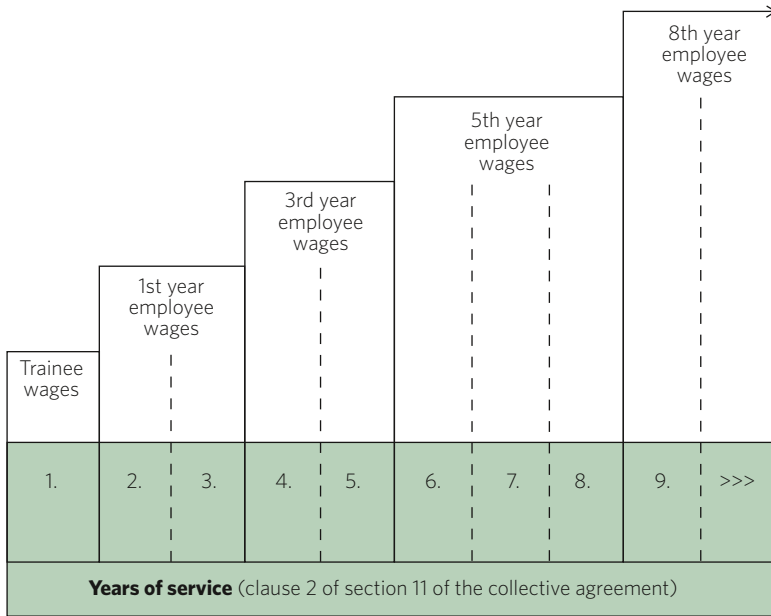 8th year
employee
wages
5th year
employee
wages
3rd year
employee
wages
1st year
employee
wages
Trainee
wages
1. 2. 3. 4. 5. 6. 7. 8. 9. >>>
Years of service (clause 2 of section 11 of the collective agreement)